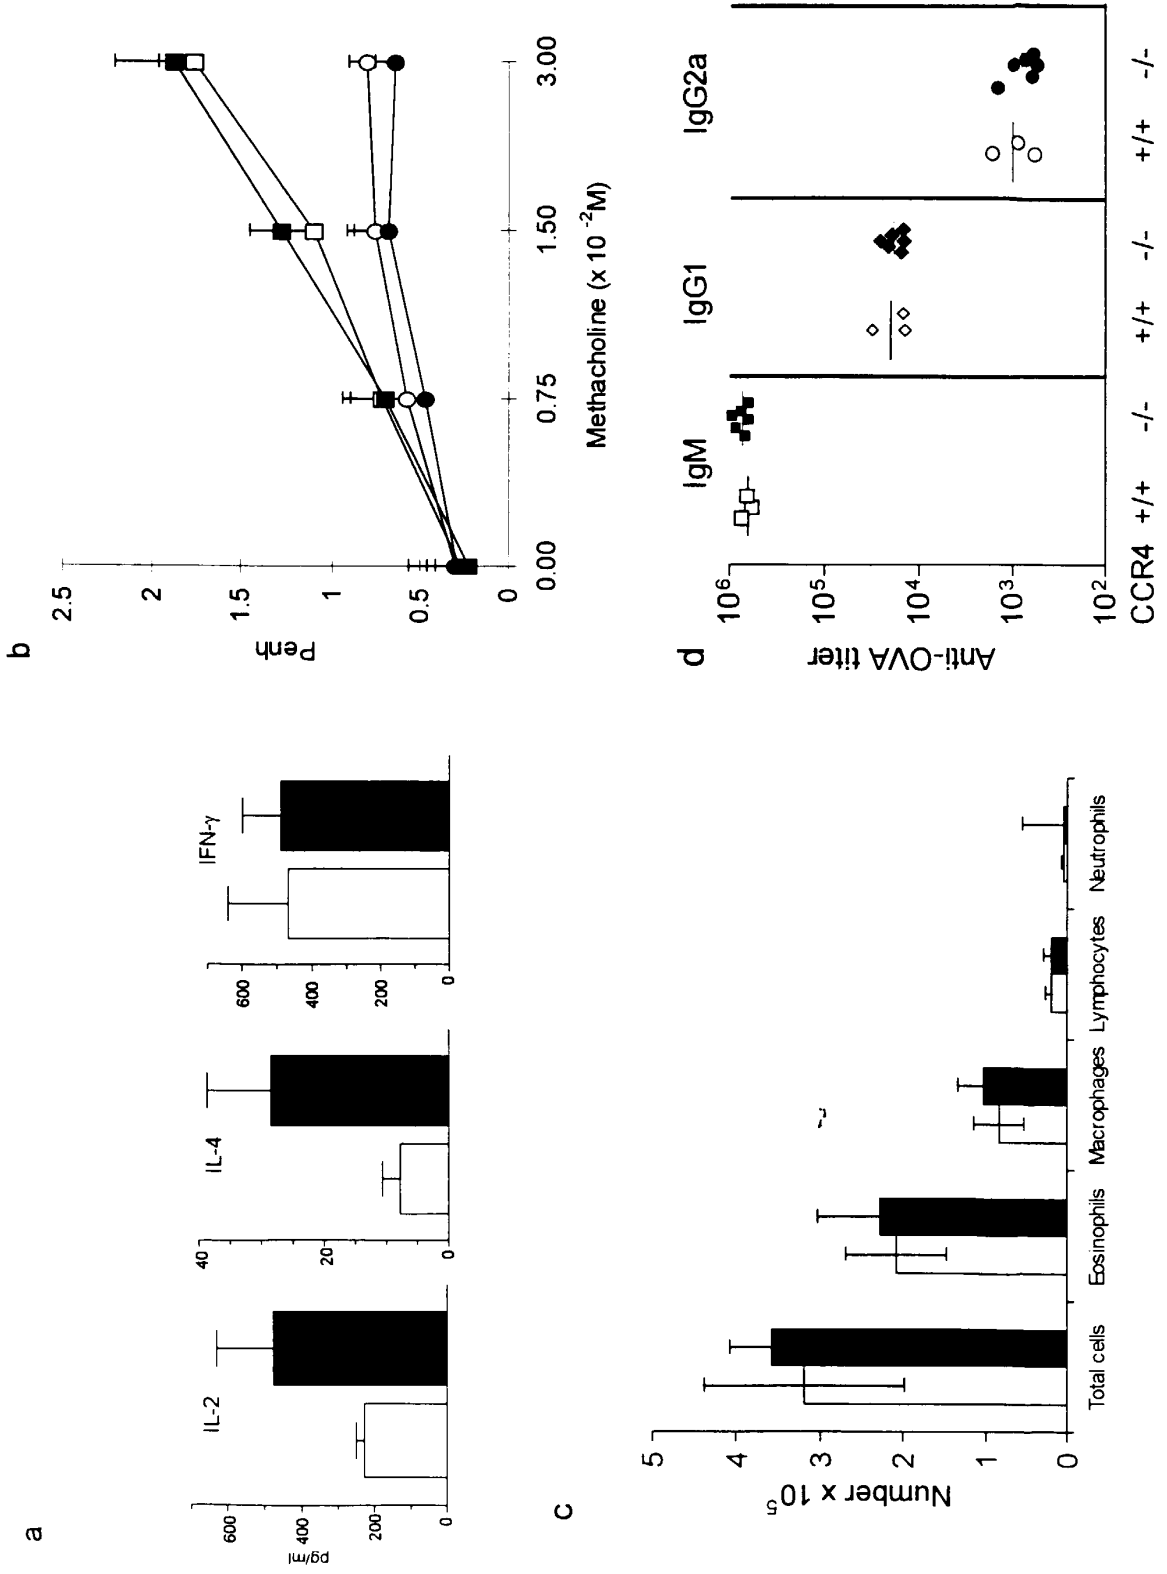 a
IL-2
IL-4
IFN-γ
pg/ml
600
400
200
0
40
20
0
600
400
200
0
b
Penh
2.5
2
1.5
1
0.5
0
0.00
0.75
1.50
3.00
Methacholine (x 10 -2M)
c
Number x 10⁵
5
4
3
2
1
0
Total cells
Eosinophils
Macrophages
Lymphocytes
Neutrophils
d
IgM
IgG1
IgG2a
Anti-OVA titer
10⁶
10⁵
10⁴
10³
10²
CCR4 +/+ -/- +/+ -/- +/+ -/-